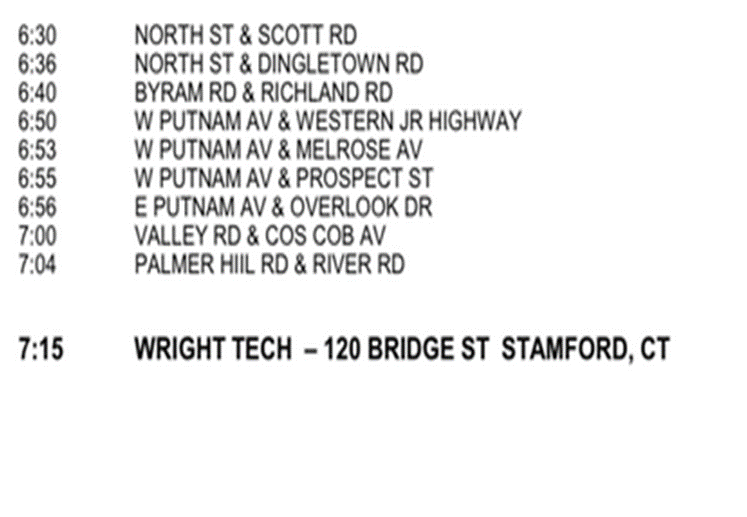 6:30 NORTH ST & SCOTT RD
6:36 NORTH ST & DINGLETOWN RD
6:40 BYRAM RD & RICHLAND RD
6:50 W PUTNAM AV & WESTERN JR HIGHWAY
6:53 W PUTNAM AV & MELROSE AV
6:55 W PUTNAM AV & PROSPECT ST
6:56 E PUTNAM AV & OVERLOOK DR
7:00 VALLEY RD & COS COB AV
7:04 PALMER HIIL RD & RIVER RD
7:15 WRIGHT TECH – 120 BRIDGE ST STAMFORD, CT